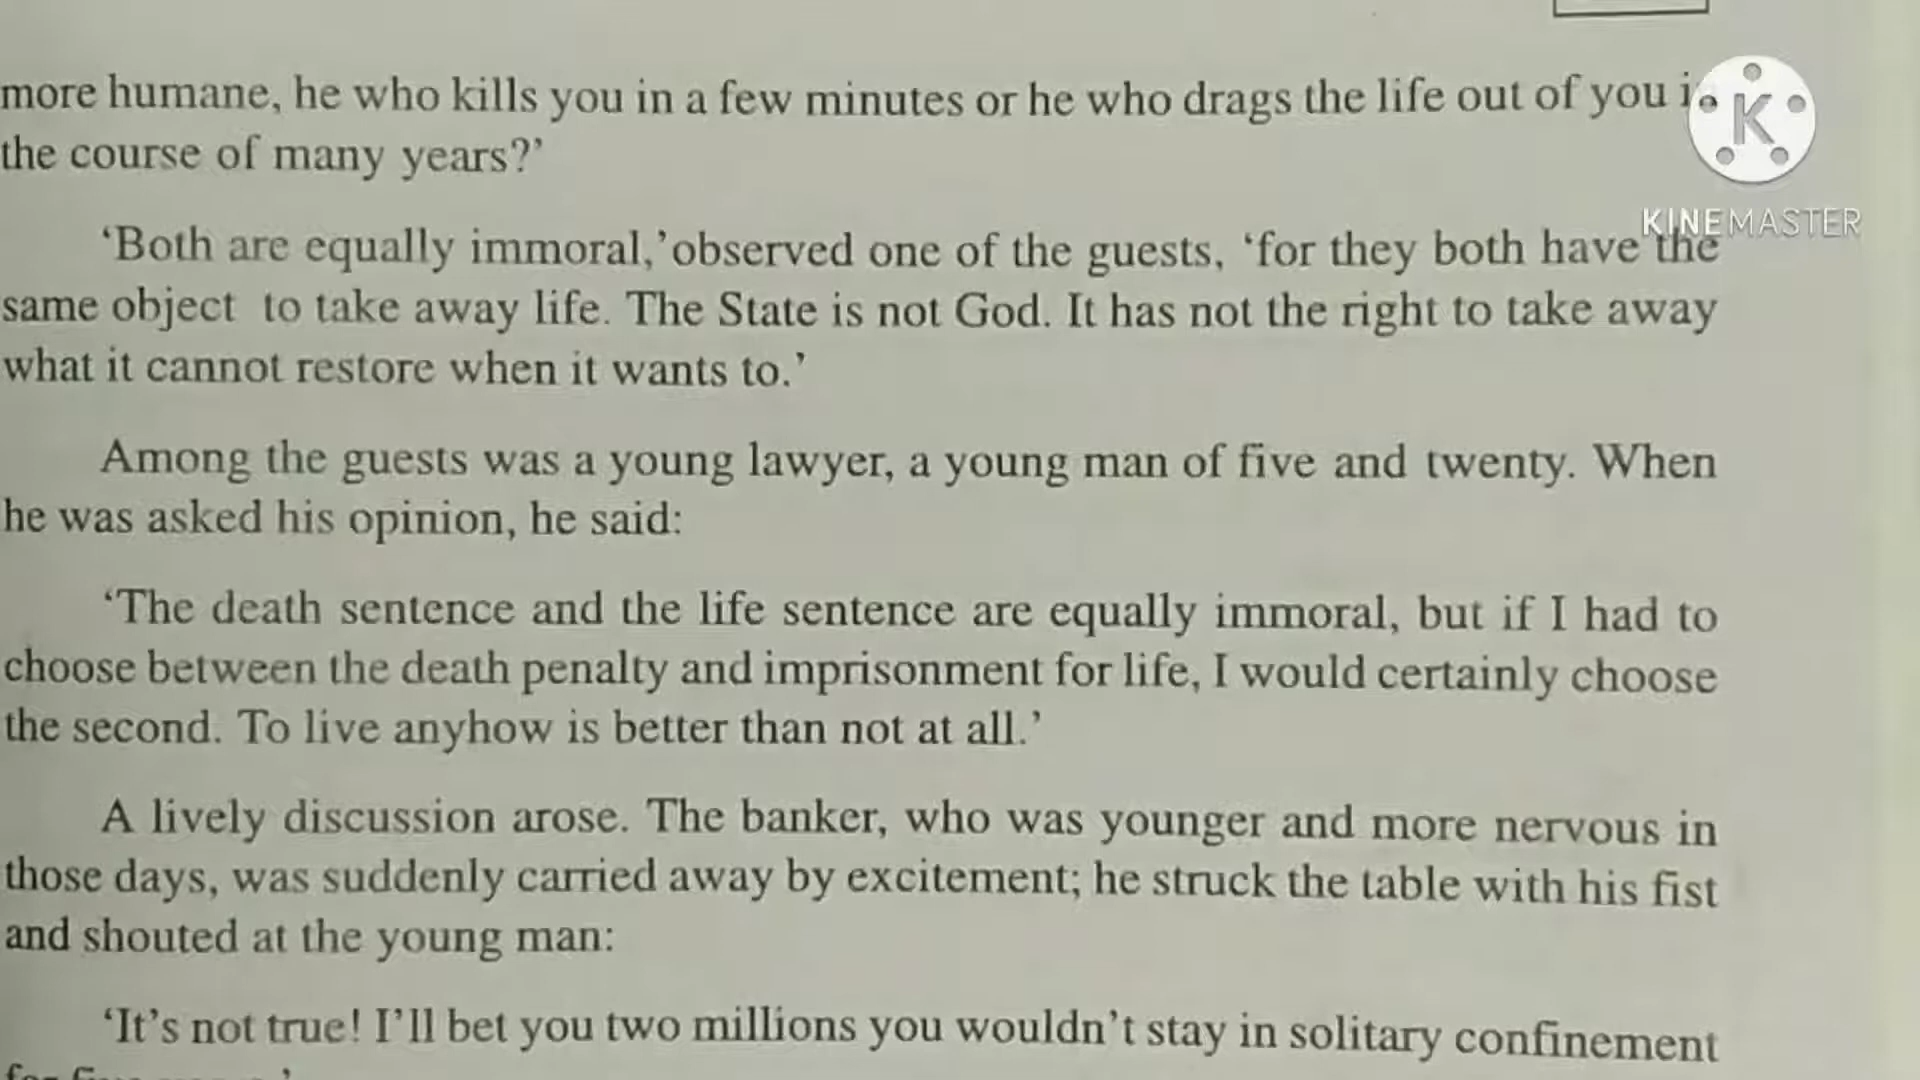 more humane, he who kills you in a few minutes or he who drags the life out of you
the course of many years?’
‘Both are equally immoral,’observed one of the guests, ‘for they both have the
same object to take away life. The State is not God. It has not the right to take away
what it cannot restore when it wants to.’
Among the guests was a young lawyer, a young man of five and twenty. When
he was asked his opinion, he said:
‘The death sentence and the life sentence are equally immoral, but if I had to
choose between the death penalty and imprisonment for life, I would certainly choose
the second. To live anyhow is better than not at all.’
A lively discussion arose. The banker, who was younger and more nervous in
those days, was suddenly carried away by excitement; he struck the table with his fist
and shouted at the young man:
‘It’s not true! I’ll bet you two millions you wouldn’t stay in solitary confinement
K
KINEMASTER